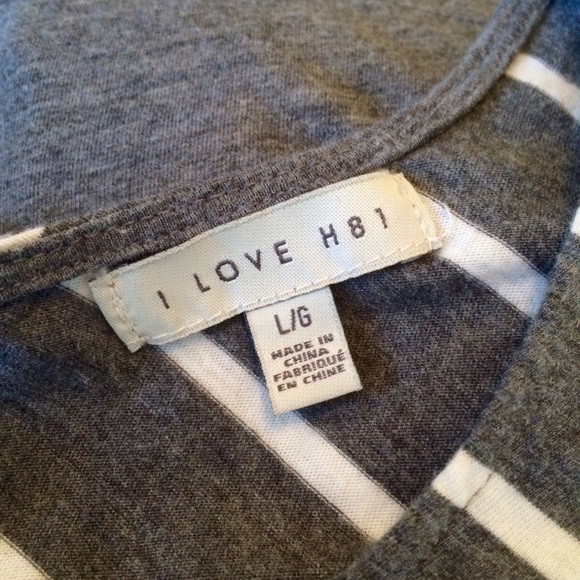 I LOVE H81
L/G
MADE IN
CHINA
FABRIQUÉ
EN CHINE